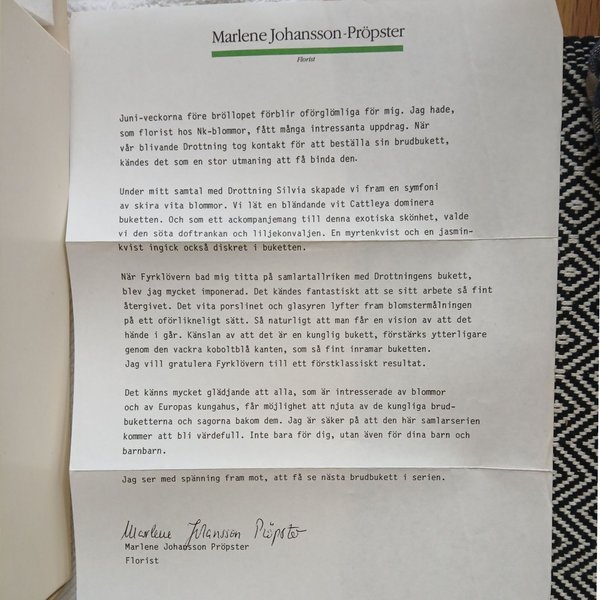 Marlene Johansson-Pröpster
Florist
Juni-veckorna före bröllopet förblir oförglömliga för mig. Jag hade,
som florist hos Nk-blommor, fått många intressanta uppdrag. När
vår blivande Drottning tog kontakt för att beställa sin brudbukett,
kändes det som en stor utmaning att få binda den.
Under mitt samtal med Drottning Silvia skapade vi fram en symfoni
av skira vita blommor. Vi lät en bländande vit Cattleya dominera
buketten. Och som ett ackompanjemang till denna exotiska skönhet, valde
vi den söta doftrankan och liljekonvaljen. En myrtenkvist och en jasmin-
kvist ingick också diskret i buketten.
När Fyrklövern bad mig titta på samlartallriken med Drottningens bukett,
blev jag mycket imponerad. Det kändes fantastiskt att se sitt arbete så fint
återgivet. Det vita porslinet och glasyren lyfter fram blomstermålningen
på ett oförlikneligt sätt. Så naturligt att man får en vision av att det
hände i går. Känslan av att det är en kunglig bukett, förstärks ytterligare
genom den vackra koboltblå kanten, som så fint inramar buketten.
Jag vill gratulera Fyrklövern till ett förstklassiskt resultat.
Det känns mycket glädjande att alla, som är intresserade av blommor
och av Europas kungahus, får möjlighet att njuta av de kungliga brud-
buketterna och sagorna bakom dem. Jag är säker på att den här samlarserien
kommer att bli värdefull. Inte bara för dig, utan även för dina barn och
barnbarn.
Jag ser med spänning fram mot, att få se nästa brudbukett i serien.
Marlene Johansson Pröpster
Marlene Johansson Pröpster
Florist